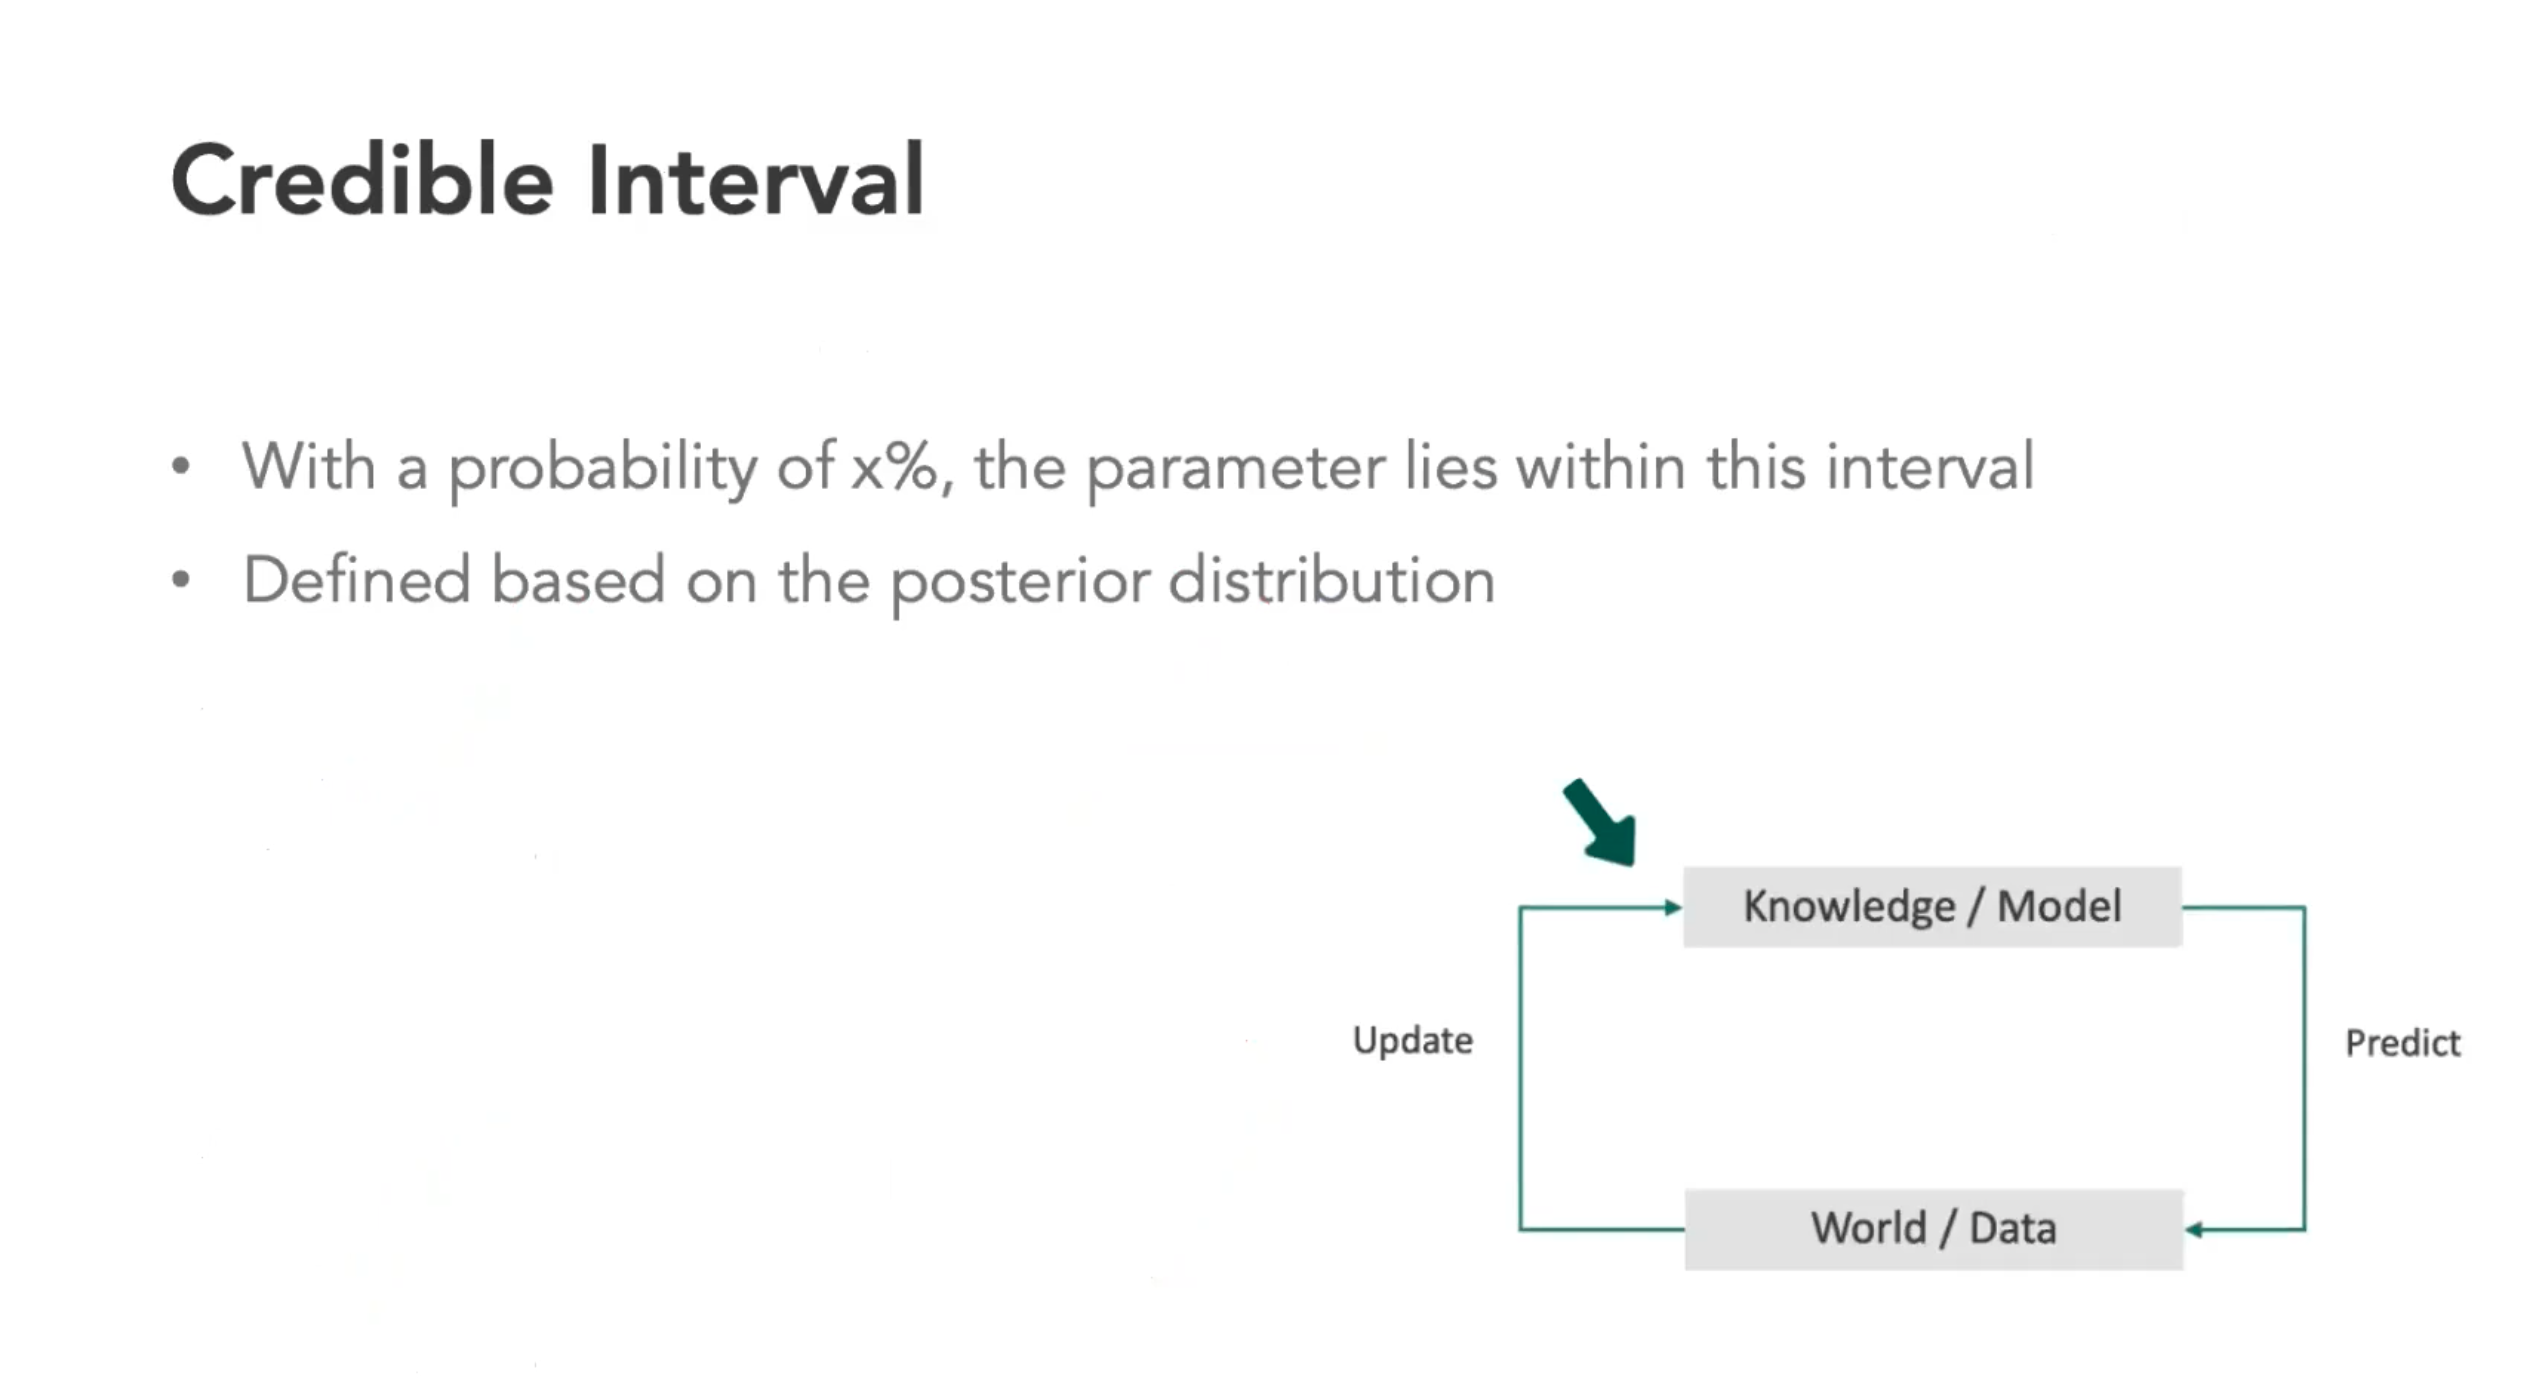 Credible Interval
• With a probability of x%, the parameter lies within this interval
• Defined based on the posterior distribution
Knowledge / Model
Update
Predict
World / Data